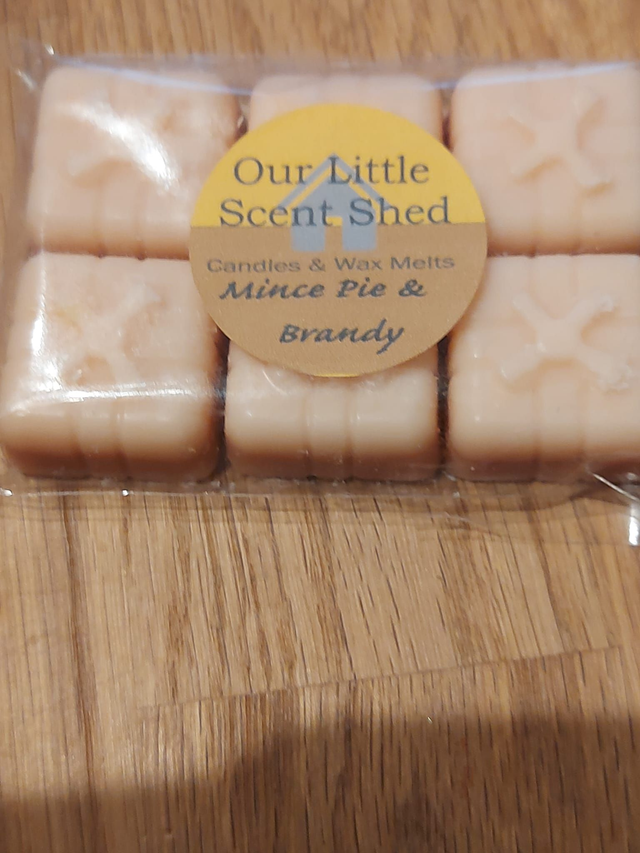 Our Little
Scent Shed
Candles & Wax Melts
Mince Pie &
Brandy